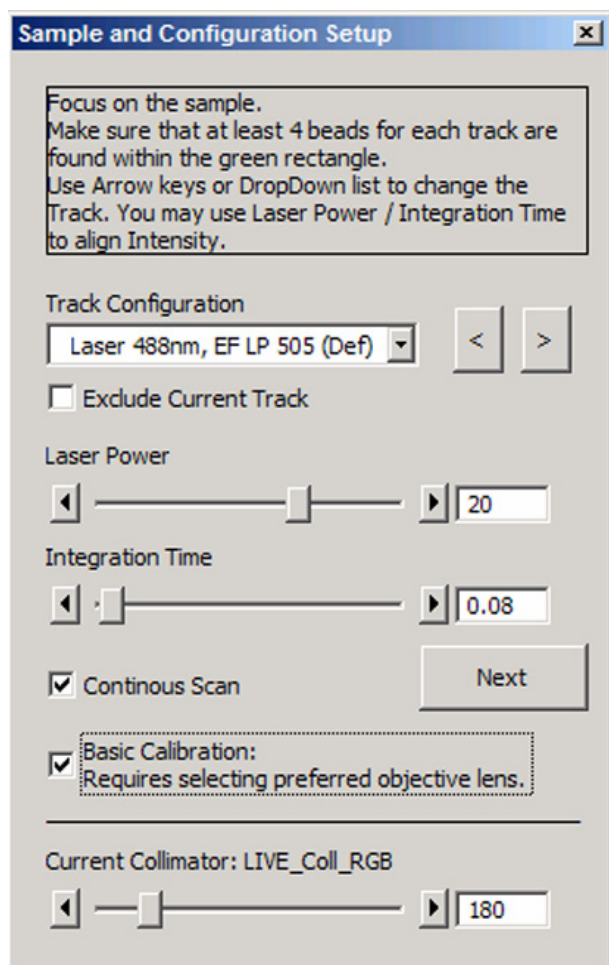 Sample and Configuration Setup
Focus on the sample.
Make sure that at least 4 beads for each track are
found within the green rectangle.
Use Arrow keys or DropDown list to change the
Track. You may use Laser Power / Integration Time
to align Intensity.
Track Configuration
Laser 488nm, EF LP 505 (Def)
< >
Exclude Current Track
Laser Power
20
Integration Time
0.08
Continous Scan
Next
Basic Calibration:
Requires selecting preferred objective lens.
Current Collimator: LIVE_Coll_RGB
180